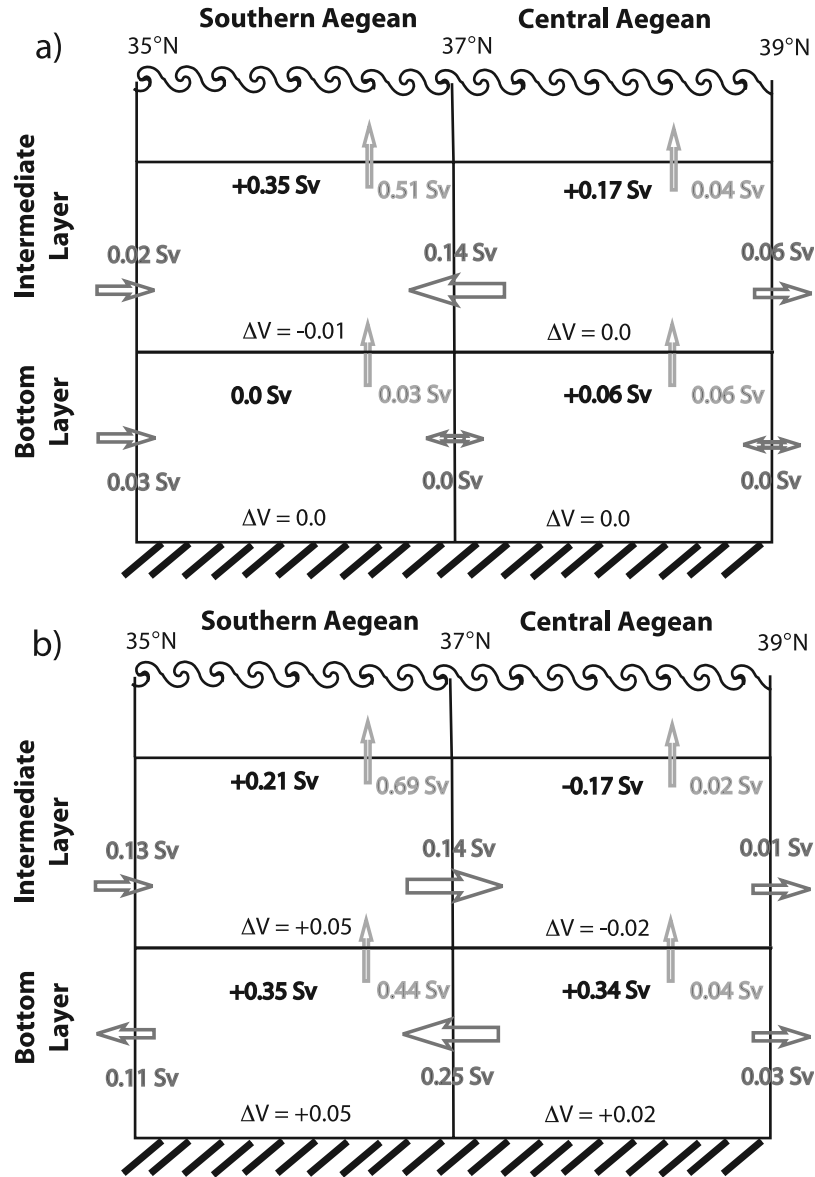 a)
Southern Aegean
Central Aegean
35°N
37°N
39°N
Intermediate
Layer
+0.35 Sv
0.51 Sv
+0.17 Sv
0.04 Sv
0.02 Sv
0.14 Sv
0.06 Sv
ΔV = -0.01
ΔV = 0.0
Bottom
Layer
0.0 Sv
0.03 Sv
+0.06 Sv
0.06 Sv
0.03 Sv
0.0 Sv
0.0 Sv
ΔV = 0.0
ΔV = 0.0
b)
Southern Aegean
Central Aegean
35°N
37°N
39°N
Intermediate
Layer
+0.21 Sv
0.69 Sv
-0.17 Sv
0.02 Sv
0.13 Sv
0.14 Sv
0.01 Sv
ΔV = +0.05
ΔV = -0.02
Bottom
Layer
+0.35 Sv
0.44 Sv
+0.34 Sv
0.04 Sv
0.11 Sv
0.25 Sv
0.03 Sv
ΔV = +0.05
ΔV = +0.02